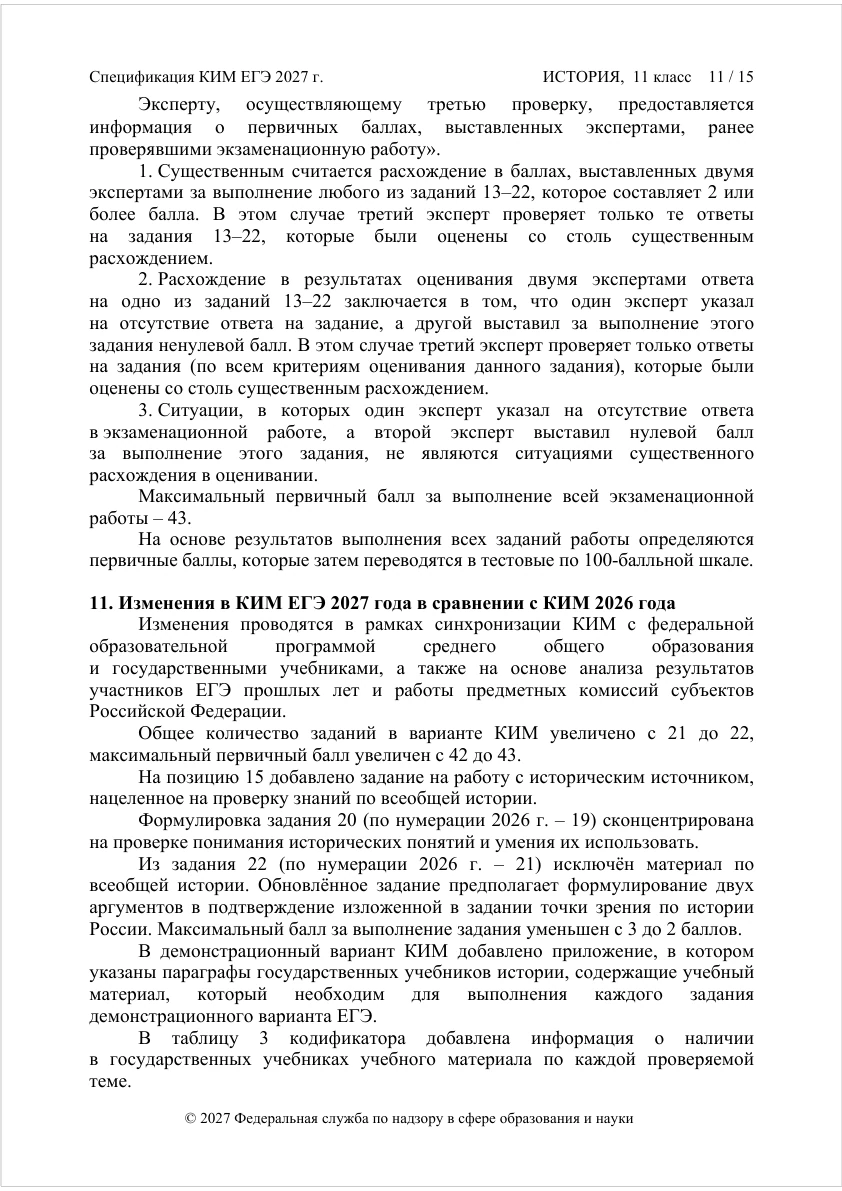 Спецификация КИМ ЕГЭ 2027 г. ИСТОРИЯ, 11 класс 11 / 15
Эксперту, осуществляющему третью проверку, предоставляется
информация о первичных баллах, выставленных экспертами, ранее
проверявшими экзаменационную работу».
1. Существенным считается расхождение в баллах, выставленных двумя
экспертами за выполнение любого из заданий 13–22, которое составляет 2 или
более балла. В этом случае третий эксперт проверяет только те ответы
на задания 13–22, которые были оценены со столь существенным
расхождением.
2. Расхождение в результатах оценивания двумя экспертами ответа
на одно из заданий 13–22 заключается в том, что один эксперт указал
на отсутствие ответа на задание, а другой выставил за выполнение этого
задания ненулевой балл. В этом случае третий эксперт проверяет только ответы
на задания (по всем критериям оценивания данного задания), которые были
оценены со столь существенным расхождением.
3. Ситуации, в которых один эксперт указал на отсутствие ответа
в экзаменационной работе, а второй эксперт выставил нулевой балл
за выполнение этого задания, не являются ситуациями существенного
расхождения в оценивании.
Максимальный первичный балл за выполнение всей экзаменационной
работы – 43.
На основе результатов выполнения всех заданий работы определяются
первичные баллы, которые затем переводятся в тестовые по 100-балльной шкале.
11. Изменения в КИМ ЕГЭ 2027 года в сравнении с КИМ 2026 года
Изменения проводятся в рамках синхронизации КИМ с федеральной
образовательной программой среднего общего образования
и государственными учебниками, а также на основе анализа результатов
участников ЕГЭ прошлых лет и работы предметных комиссий субъектов
Российской Федерации.
Общее количество заданий в варианте КИМ увеличено с 21 до 22,
максимальный первичный балл увеличен с 42 до 43.
На позицию 15 добавлено задание на работу с историческим источником,
нацеленное на проверку знаний по всеобщей истории.
Формулировка задания 20 (по нумерации 2026 г. – 19) сконцентрирована
на проверке понимания исторических понятий и умения их использовать.
Из задания 22 (по нумерации 2026 г. – 21) исключён материал по
всеобщей истории. Обновлённое задание предполагает формулирование двух
аргументов в подтверждение изложенной в задании точки зрения по истории
России. Максимальный балл за выполнение задания уменьшен с 3 до 2 баллов.
В демонстрационный вариант КИМ добавлено приложение, в котором
указаны параграфы государственных учебников истории, содержащие учебный
материал, который необходим для выполнения каждого задания
демонстрационного варианта ЕГЭ.
В таблицу 3 кодификатора добавлена информация о наличии
в государственных учебниках учебного материала по каждой проверяемой
теме.
© 2027 Федеральная служба по надзору в сфере образования и науки